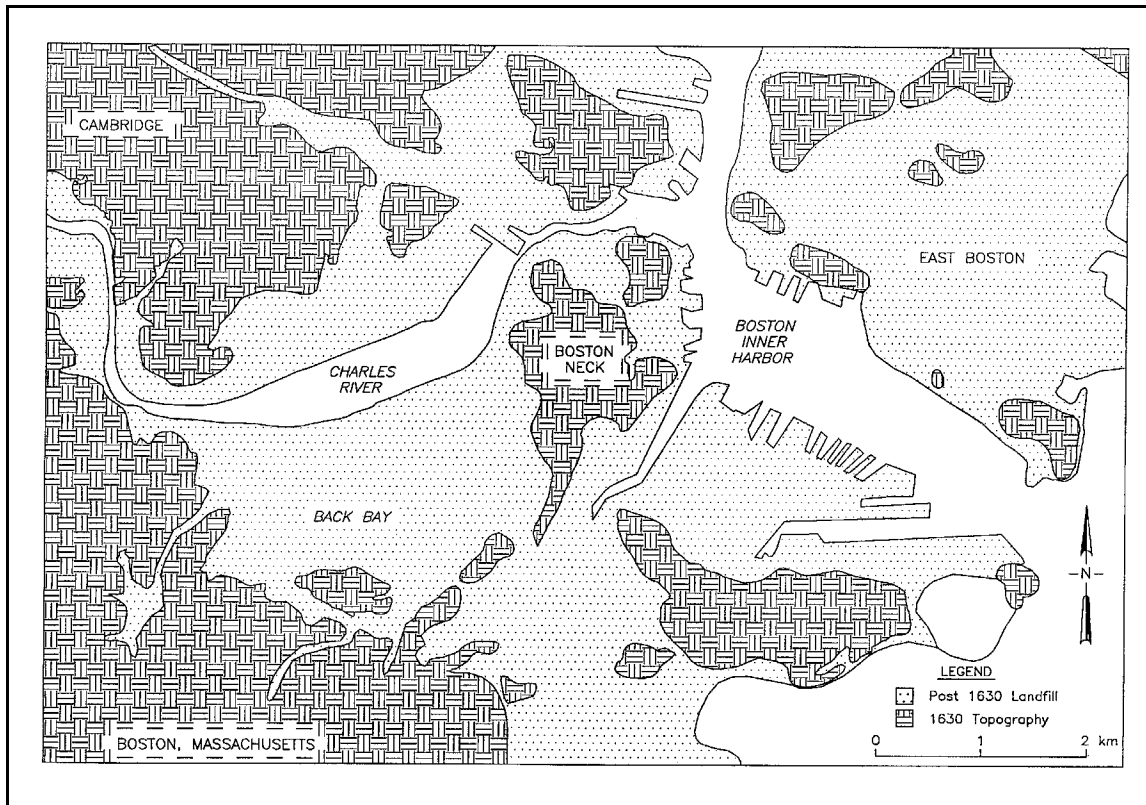 CAMBRIDGE
EAST BOSTON
BOSTON
INNER
HARBOR
BOSTON
NECK
CHARLES
RIVER
BACK BAY
N
LEGEND
Post 1630 Landfill
1630 Topography
BOSTON, MASSACHUSETTS
0 1 2 km